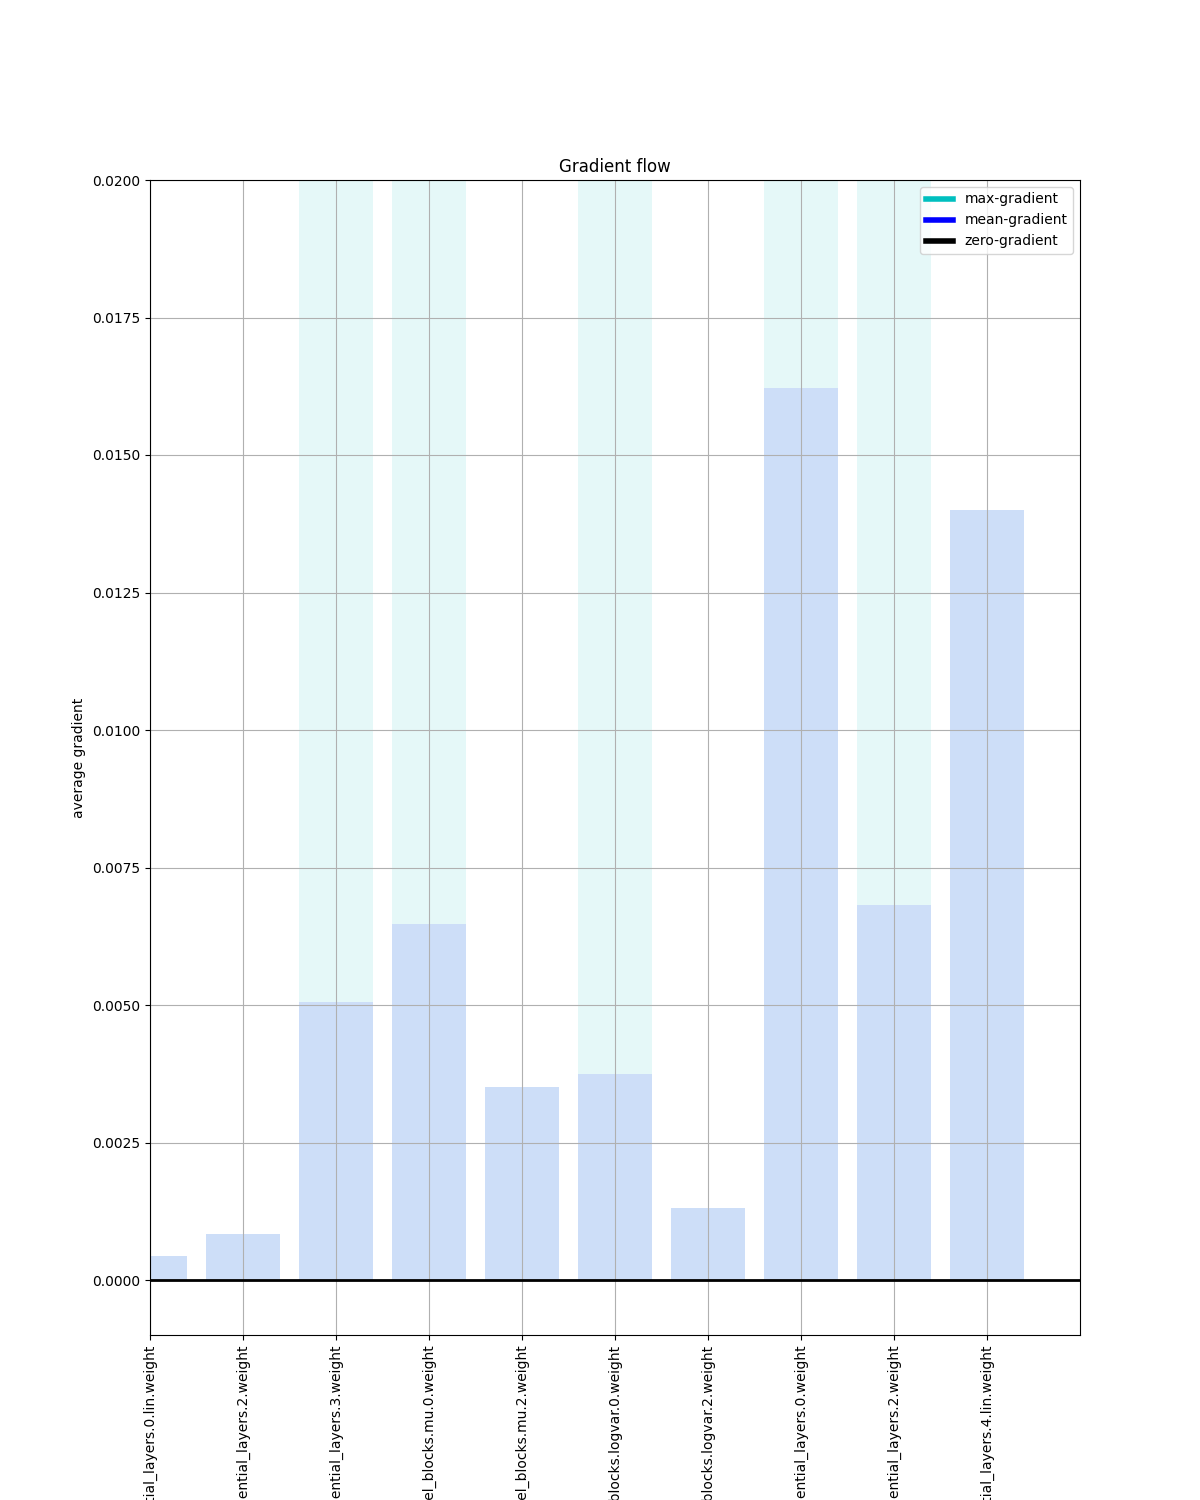 Gradient flow
max-gradient
mean-gradient
zero-gradient
0.0200
0.0175
0.0150
0.0125
0.0100
0.0075
0.0050
0.0025
0.0000
average gradient
tial_layers.0.lin.weight
ential_layers.2.weight
ential_layers.3.weight
el_blocks.mu.0.weight
el_blocks.mu.2.weight
blocks.logvar.0.weight
blocks.logvar.2.weight
ential_layers.0.weight
ential_layers.2.weight
tial_layers.4.lin.weight